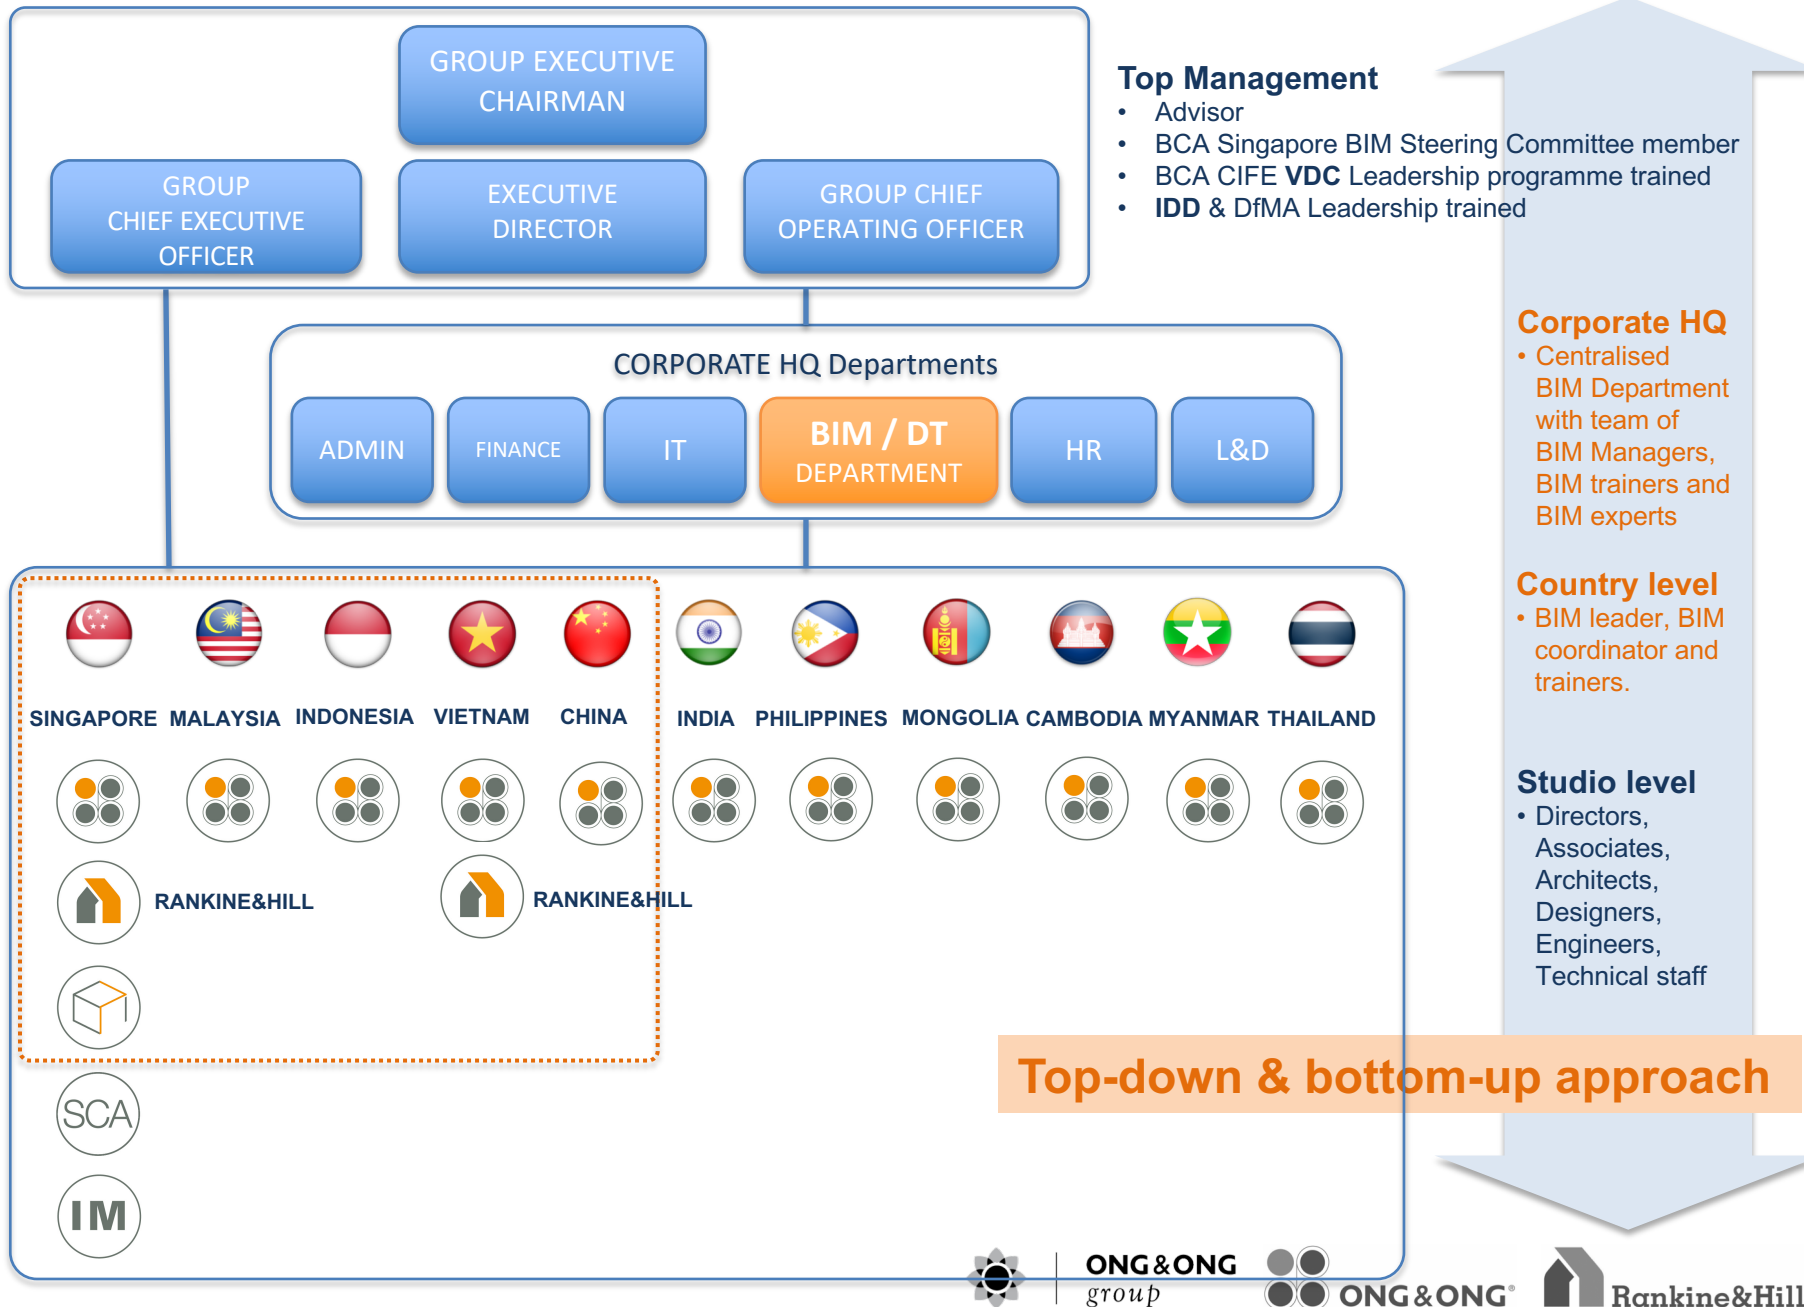 GROUP EXECUTIVE
CHAIRMAN
GROUP
CHIEF EXECUTIVE
OFFICER
EXECUTIVE
DIRECTOR
GROUP CHIEF
OPERATING OFFICER
Top Management
• Advisor
• BCA Singapore BIM Steering Committee member
• BCA CIFE VDC Leadership programme trained
• IDD & DfMA Leadership trained
CORPORATE HQ Departments
ADMIN
FINANCE
IT
BIM / DT
DEPARTMENT
HR
L&D
Corporate HQ
• Centralised
BIM Department
with team of
BIM Managers,
BIM trainers and
BIM experts
Country level
• BIM leader, BIM
coordinator and
trainers.
Studio level
• Directors,
Associates,
Architects,
Designers,
Engineers,
Technical staff
SINGAPORE
MALAYSIA
INDONESIA
VIETNAM
CHINA
INDIA
PHILIPPINES
MONGOLIA
CAMBODIA
MYANMAR
THAILAND
RANKINE&HILL
RANKINE&HILL
SCA
IM
Top-down & bottom-up approach
ONG&ONG
group
ONG&ONG®
Rankine&Hill